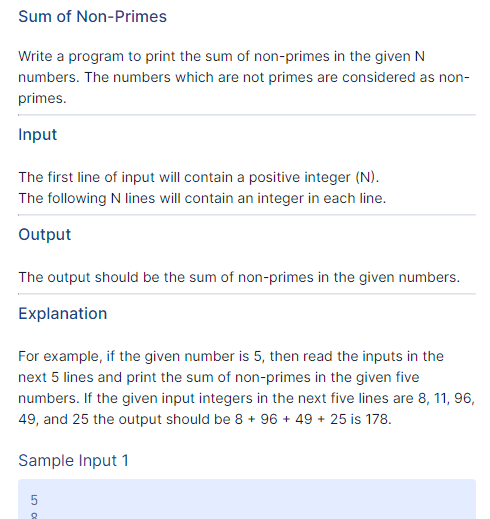 Sum of Non-Primes
Write a program to print the sum of non-primes in the given N
numbers. The numbers which are not primes are considered as non-
primes.
Input
The first line of input will contain a positive integer (N).
The following N lines will contain an integer in each line.
Output
The output should be the sum of non-primes in the given numbers.
Explanation
For example, if the given number is 5, then read the inputs in the
next 5 lines and print the sum of non-primes in the given five
numbers. If the given input integers in the next five lines are 8, 11, 96,
49, and 25 the output should be 8 + 96 + 49 + 25 is 178.
Sample Input 1
5
8